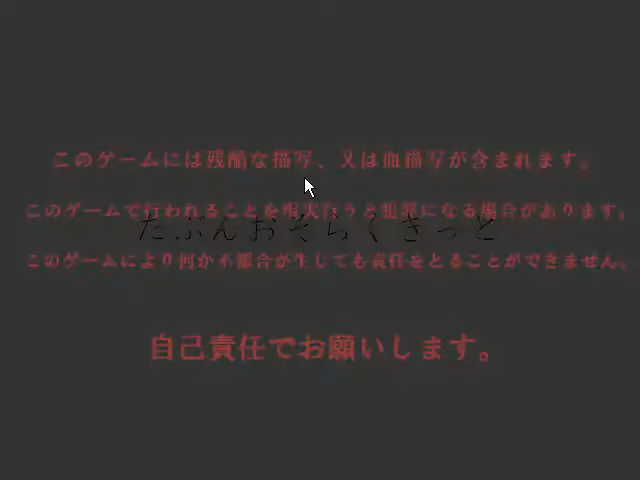 このゲームには残酷な描写、又は血描写が含まれます。
このゲームで行われることを現実行うと犯罪になる場合があります。
たぶんおそらくきっと
このゲームにより何か不都合が生しても責任をとることができません。
自己責任でお願いします。